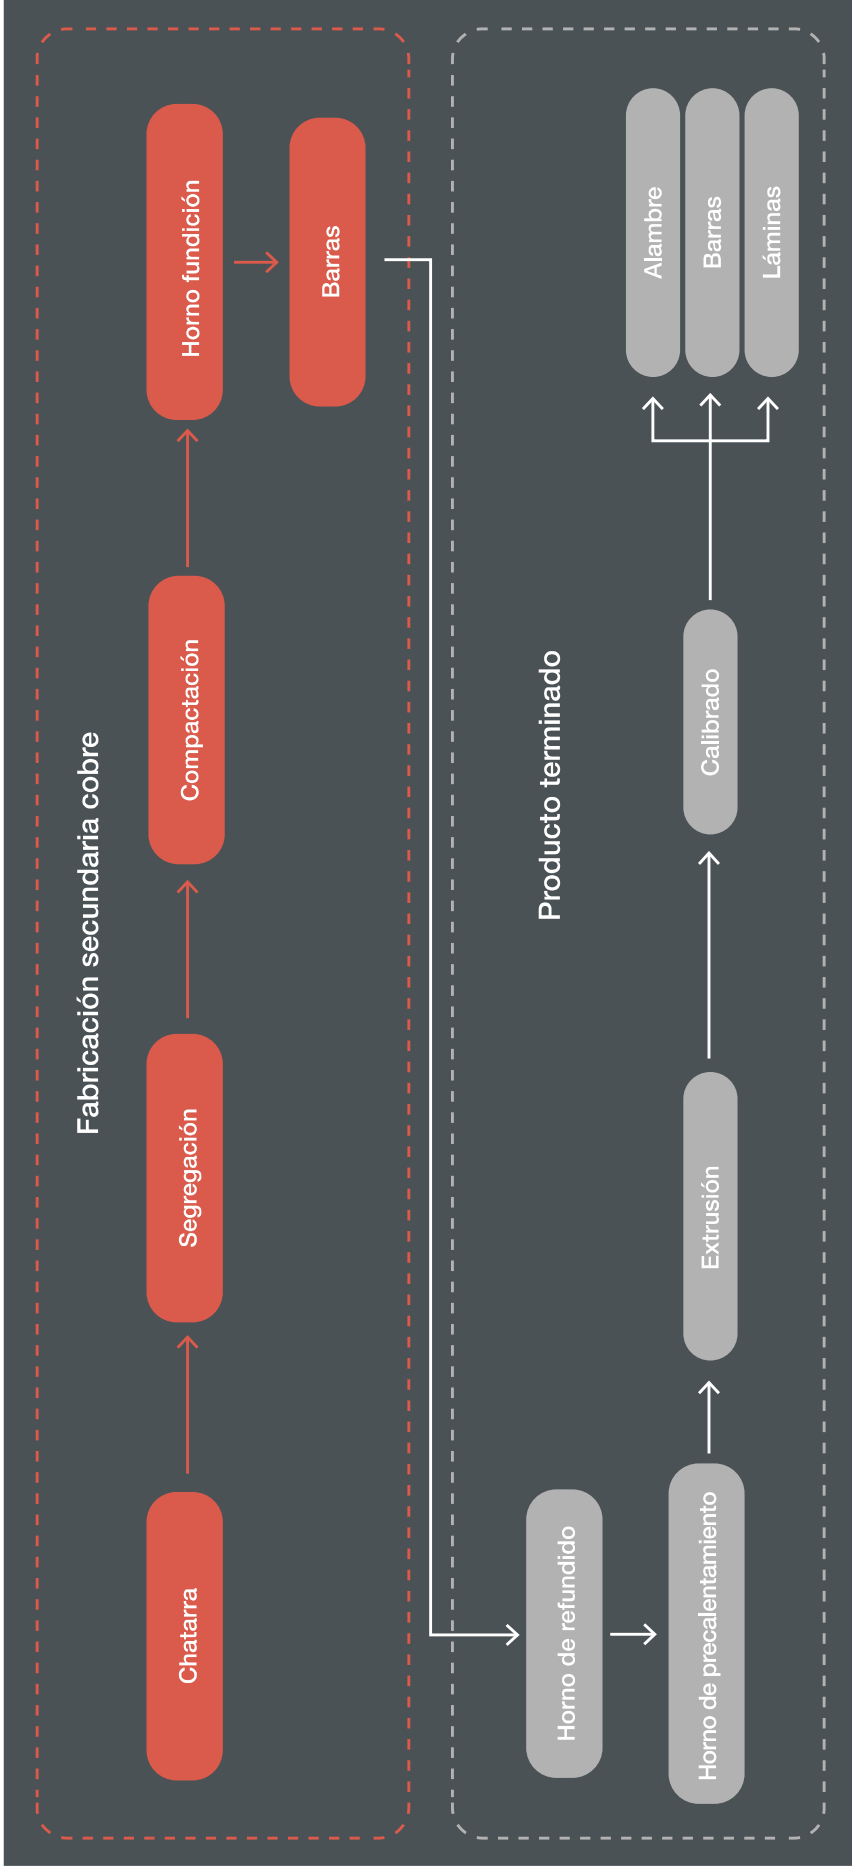 Fabricación secundaria cobre
Chatarra
Segregación
Compactación
Horno fundición
Barras
Producto terminado
Horno de refundido
Horno de precalentamiento
Extrusión
Calibrado
Alambre
Barras
Láminas